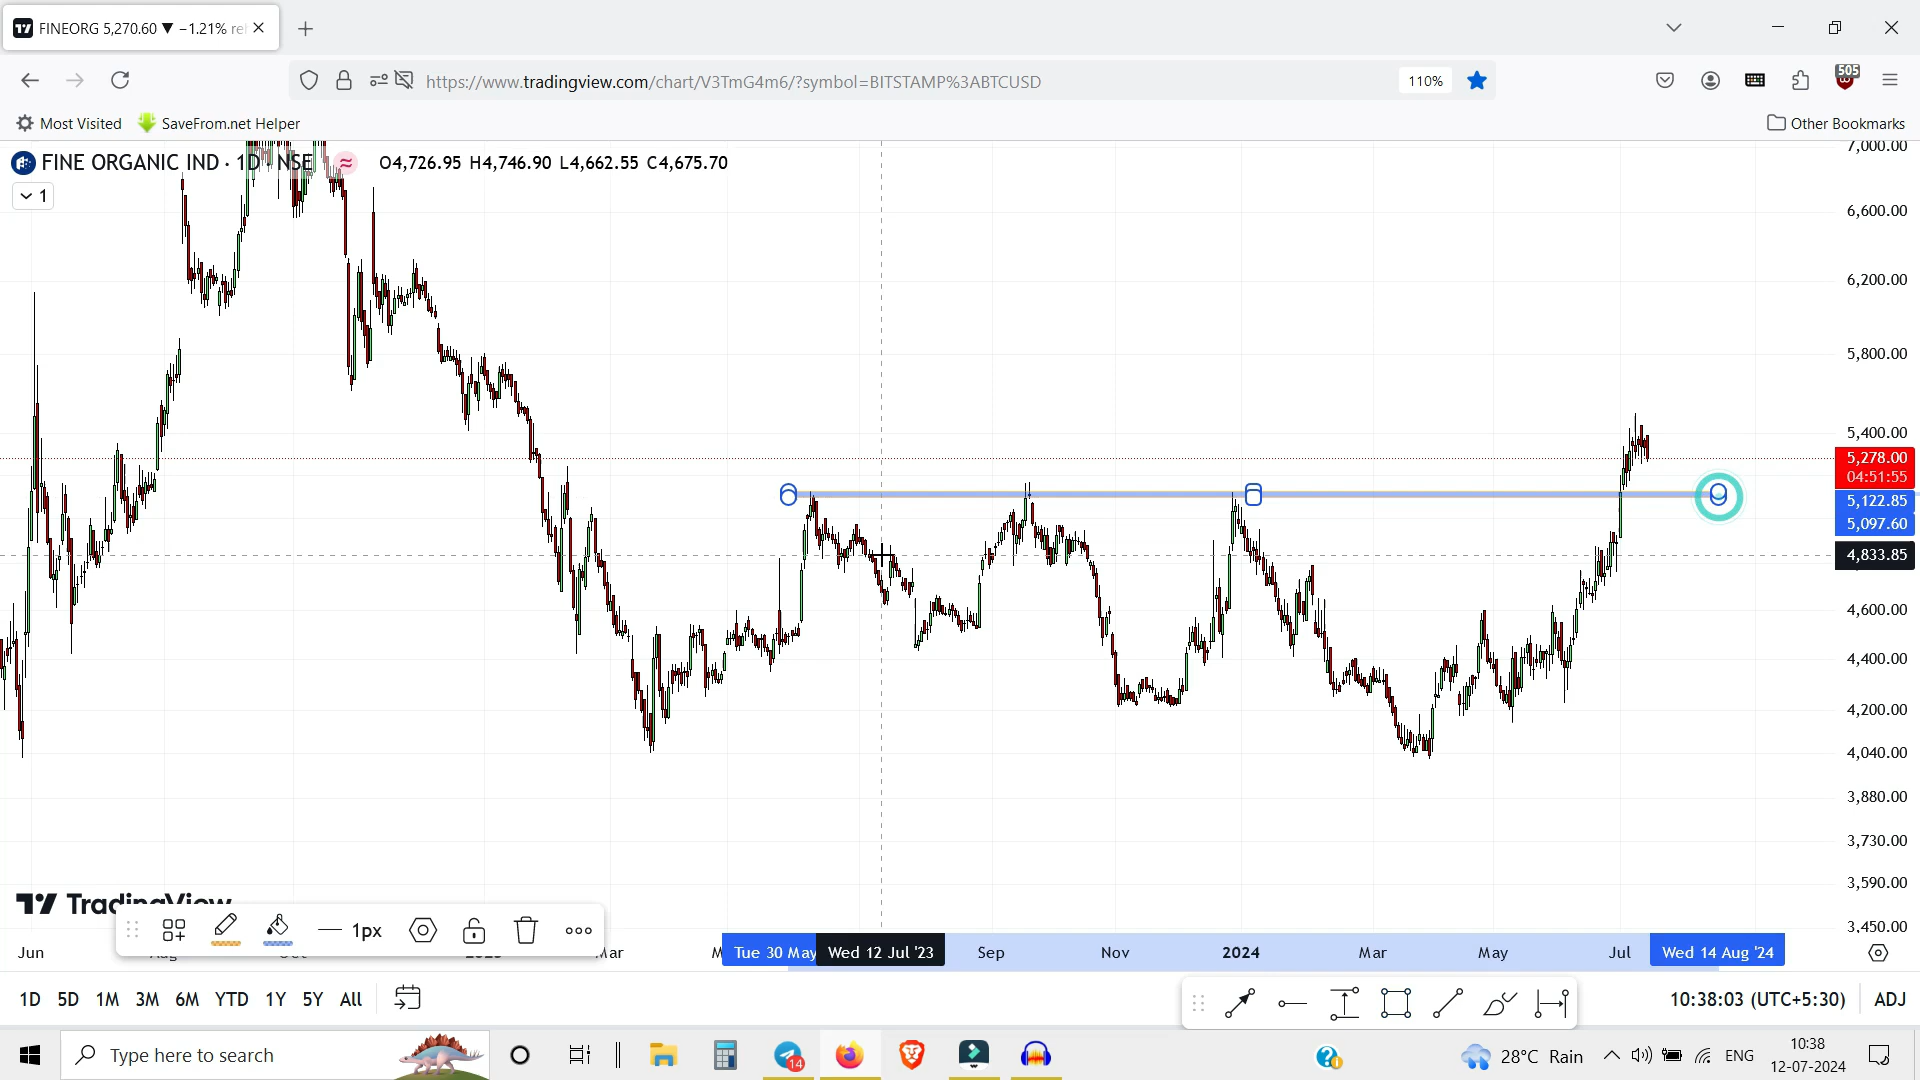 FINEORG 5,270.60 ▼ −1.21% re
https://www.tradingview.com/chart/V3TmG4m6/?symbol=BITSTAMP%3ABTCUSD
110%
505
Most Visited
SaveFrom.net Helper
Other Bookmarks
FINE ORGANIC IND · 1D · NSE
O4,726.95 H4,746.90 L4,662.55 C4,675.70
1
7,000.00
6,600.00
6,200.00
5,800.00
5,400.00
5,278.00
04:51:55
5,122.85
5,097.60
4,833.85
4,600.00
4,400.00
4,200.00
4,040.00
3,880.00
3,730.00
3,590.00
3,450.00
TradingView
1px
Jun
Aug
Oct
2023
Mar
M
Tue 30 May
Wed 12 Jul '23
Sep
Nov
2024
Mar
May
Jul
Wed 14 Aug '24
1D 5D 1M 3M 6M YTD 1Y 5Y All
10:38:03 (UTC+5:30)
ADJ
Type here to search
14
28°C Rain
ENG
10:38
12-07-2024